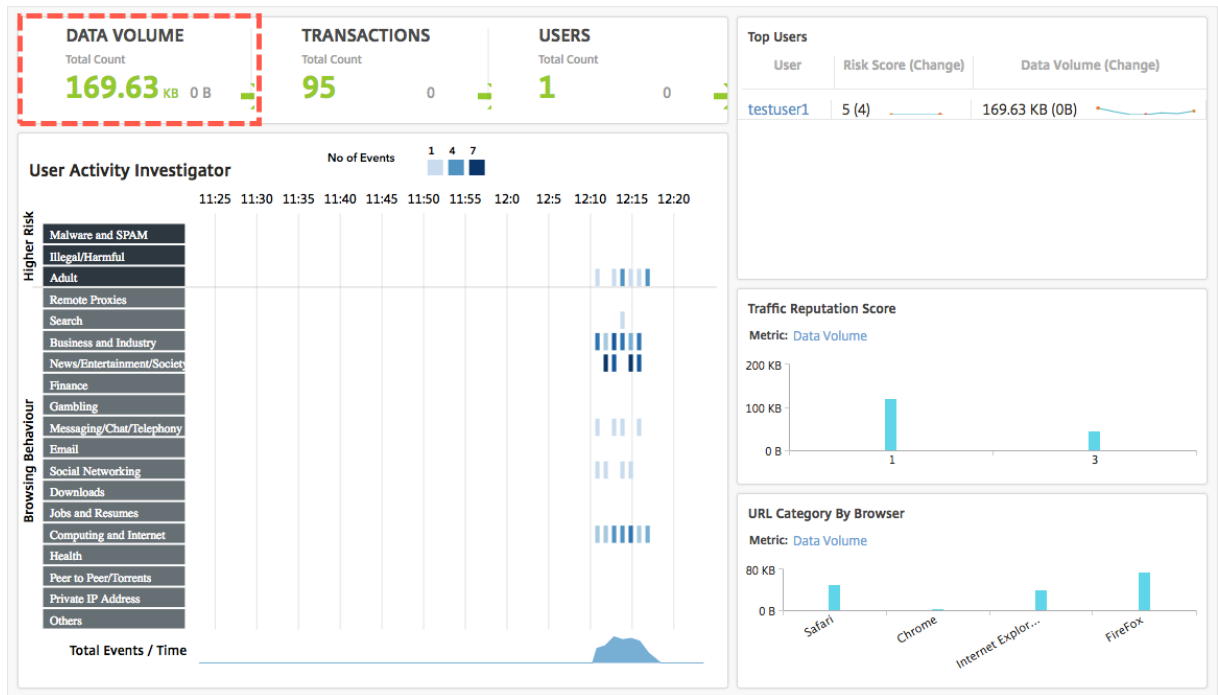 DATA VOLUME
Total Count
169.63 KB 0 B
TRANSACTIONS
Total Count
95 0
USERS
Total Count
1 0
User Activity Investigator
No of Events
1 4 7
11:25 11:30 11:35 11:40 11:45 11:50 11:55 12:0 12:5 12:10 12:15 12:20
Higher Risk
Malware and SPAM
Illegal/Harmful
Adult
Browsing Behaviour
Remote Proxies
Search
Business and Industry
News/Entertainment/Society
Finance
Gambling
Messaging/Chat/Telephony
Email
Social Networking
Downloads
Jobs and Resumes
Computing and Internet
Health
Peer to Peer/Torrents
Private IP Address
Others
Total Events / Time
Top Users
User Risk Score (Change) Data Volume (Change)
testuser1 5 (4) 169.63 KB (0B)
Traffic Reputation Score
Metric: Data Volume
200 KB
100 KB
0 B
1 3
URL Category By Browser
Metric: Data Volume
80 KB
0 B
Safari Chrome Internet Explor... FireFox